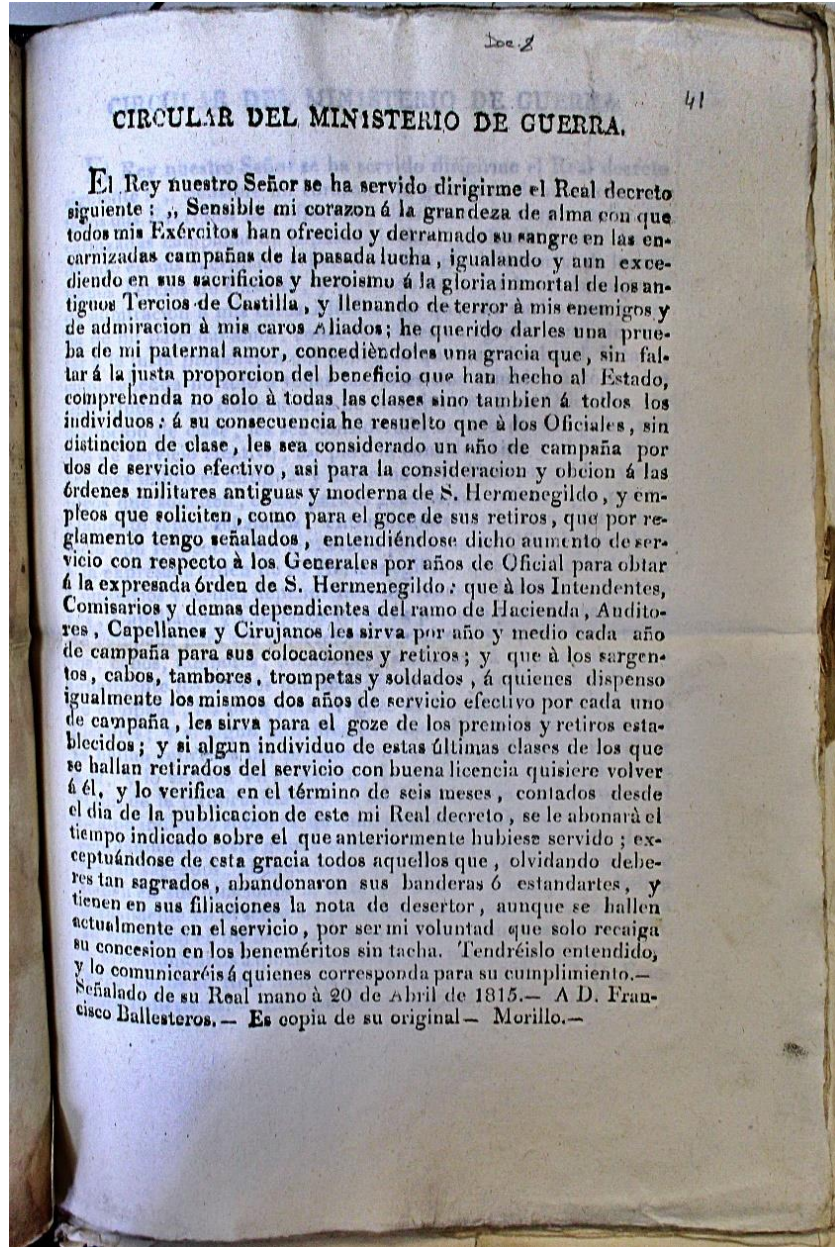 Doc. 8
41
CIRCULAR DEL MINISTERIO DE GUERRA.
El Rey nuestro Señor se ha servido dirigirme el Real decreto
siguiente: ,, Sensible mi corazon á la grandeza de alma con que
todos mis Exércitos han ofrecido y derramado su sangre en las en-
carnizadas campañas de la pasada lucha, igualando y aun exce-
diendo en sus sacrificios y heroismo á la gloria inmortal de los an-
tiguos Tercios de Castilla, y llenando de terror à mis enemigos y
de admiracion à mis caros Aliados; he querido darles una prue-
ba de mi paternal amor, concedièndoles una gracia que, sin fal-
tar á la justa proporcion del beneficio que han hecho al Estado,
comprehenda no solo à todas las clases sino tambien á todos los
individuos: á su consecuencia he resuelto que à los Oficiales, sin
distincion de clase, les sea considerado un año de campaña por
dos de servicio efectivo, asi para la consideracion y obcion á las
órdenes militares antiguas y moderna de S. Hermenegildo, y em-
pleos que soliciten, como para el goce de sus retiros, que por re-
glamento tengo señalados, entendiéndose dicho aumento de ser-
vicio con respecto à los Generales por años de Oficial para obtar
á la expresada órden de S. Hermenegildo: que à los Intendentes,
Comisarios y demas dependientes del ramo de Hacienda, Audito-
res, Capellanes y Cirujanos les sirva por año y medio cada año
de campaña para sus colocaciones y retiros; y que à los sargen-
tos, cabos, tambores, trompetas y soldados, á quienes dispenso
igualmente los mismos dos años de servicio efectivo por cada uno
de campaña, les sirva para el goze de los premios y retiros esta-
blecidos; y si algun individuo de estas últimas clases de los que
se hallan retirados del servicio con buena licencia quisiere volver
á él, y lo verifica en el término de seis meses, contados desde
el dia de la publicacion de este mi Real decreto, se le abonarà el
tiempo indicado sobre el que anteriormente hubiese servido; ex-
ceptuándose de esta gracia todos aquellos que, olvidando debe-
res tan sagrados, abandonaron sus banderas ó estandartes, y
tienen en sus filiaciones la nota de desertor, aunque se hallen
actualmente en el servicio, por ser mi voluntad que solo recaiga
su concesion en los beneméritos sin tacha. Tendréislo entendido,
y lo comunicaréis á quienes corresponda para su cumplimiento.—
Señalado de su Real mano à 20 de Abril de 1815.— A D. Fran-
cisco Ballesteros.— Es copia de su original— Morillo.—